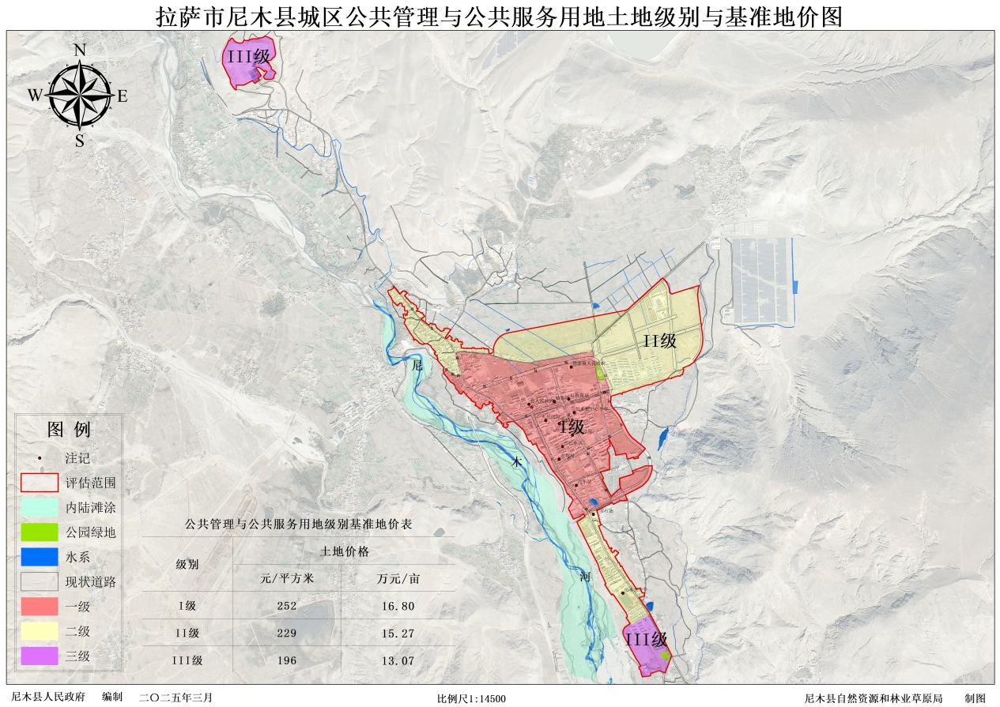 拉萨市尼木县城区公共管理与公共服务用地土地级别与基准地价图
N
W E
S
III级
II级
I级
III级
尼
木
河
图 例
注记
评估范围
内陆滩涂
公园绿地
水系
现状道路
一级
二级
三级
公共管理与公共服务用地级别基准地价表
级别 土地价格
元/平方米 万元/亩
I级 252 16.80
II级 229 15.27
III级 196 13.07
尼木县人民政府 编制 二〇二五年三月
比例尺1:14500
尼木县自然资源和林业草原局 制图